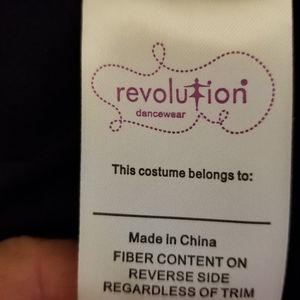 revolution
dancewear
This costume belongs to:
Made in China
FIBER CONTENT ON
REVERSE SIDE
REGARDLESS OF TRIM